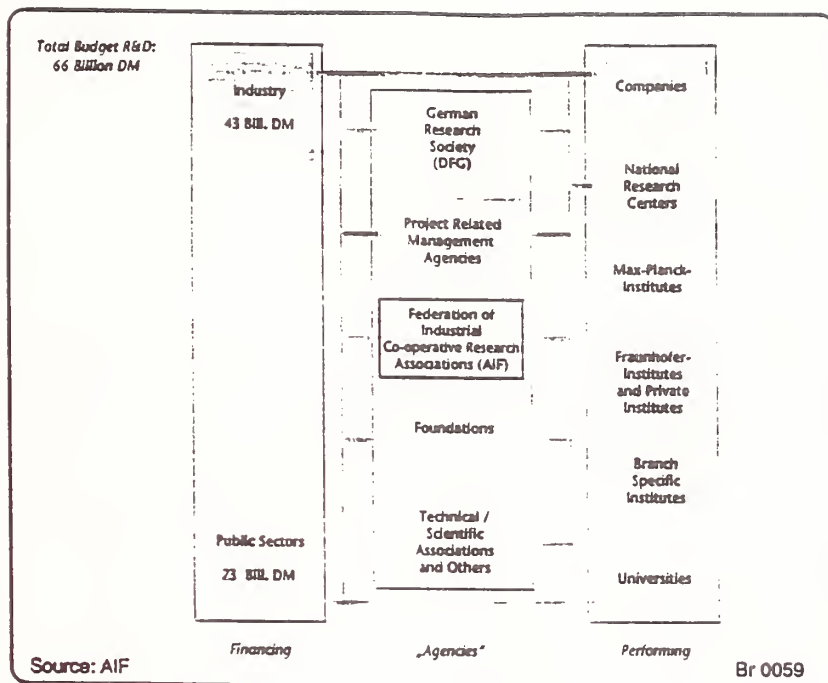 Total Budget R&D:
66 Billion DM
Industry
43 Bill. DM
Public Sectors
23 Bill. DM
Financing
German
Research
Society
(DFG)
Project Related
Management
Agencies
Federation of
Industrial
Co-operative Research
Associations (AIF)
Foundations
Technical /
Scientific
Associations
and Others
„Agencies“
Companies
National
Research
Centers
Max-Planck-
Institutes
Fraunhofer-
Institutes
and Private
Institutes
Branch
Specific
Institutes
Universities
Performing
Source: AIF
Br 0059